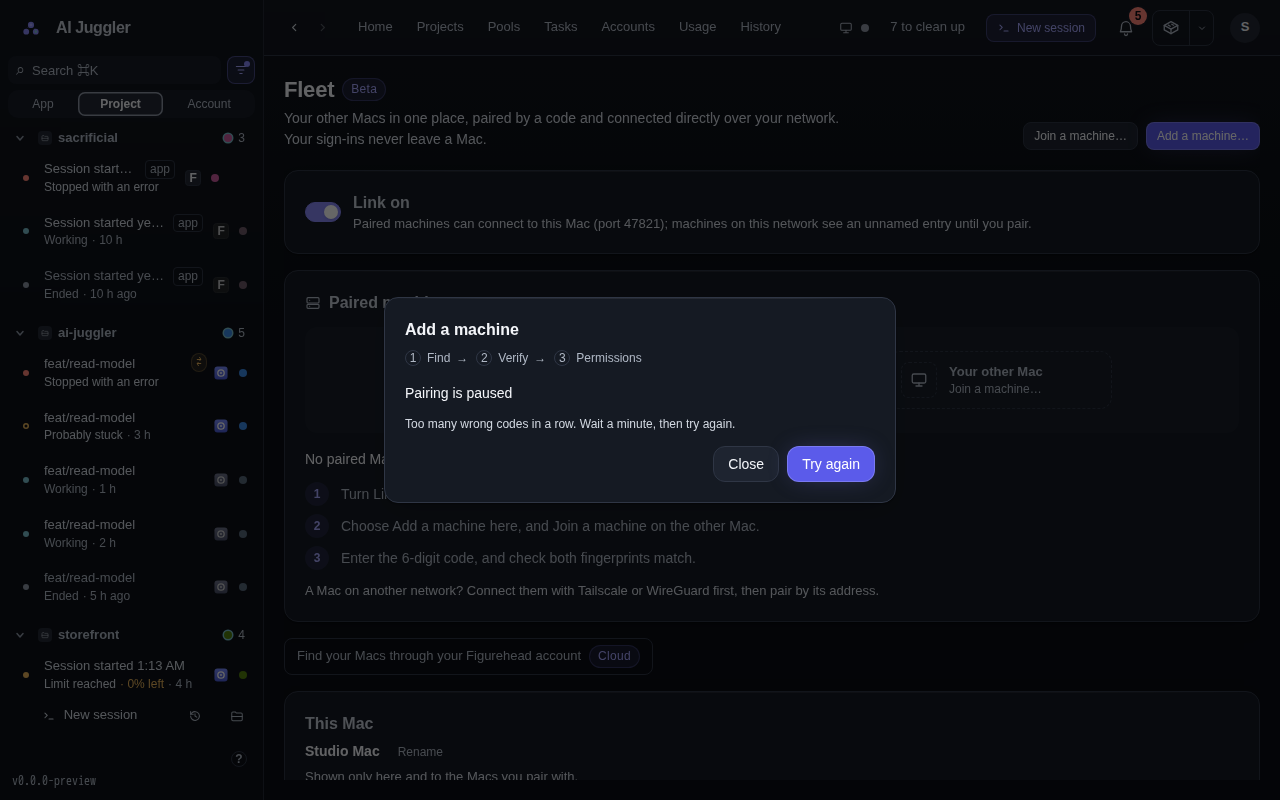 AI Juggler
Search ⌘K
App Project Account
sacrificial 3
Session start… app F
Stopped with an error
Session started ye… app F
Working · 10 h
Session started ye… app F
Ended · 10 h ago
ai-juggler 5
feat/read-model
Stopped with an error
feat/read-model
Probably stuck · 3 h
feat/read-model
Working · 1 h
feat/read-model
Working · 2 h
feat/read-model
Ended · 5 h ago
storefront 4
Session started 1:13 AM
Limit reached · 0% left · 4 h
New session
?
v0.0.0-preview
Home Projects Pools Tasks Accounts Usage History 7 to clean up New session 5 S
Fleet Beta
Your other Macs in one place, paired by a code and connected directly over your network.
Your sign-ins never leave a Mac.
Join a machine… Add a machine…
Link on
Paired machines can connect to this Mac (port 47821); machines on this network see an unnamed entry until you pair.
Paired
Your other Mac
Join a machine…
Add a machine
1 Find → 2 Verify → 3 Permissions
Pairing is paused
Too many wrong codes in a row. Wait a minute, then try again.
Close Try again
No paired
1 Turn
2 Choose Add a machine here, and Join a machine on the other Mac.
3 Enter the 6-digit code, and check both fingerprints match.
A Mac on another network? Connect them with Tailscale or WireGuard first, then pair by its address.
Find your Macs through your Figurehead account Cloud
This Mac
Studio Mac Rename
Shown only here and to the Macs you pair with.